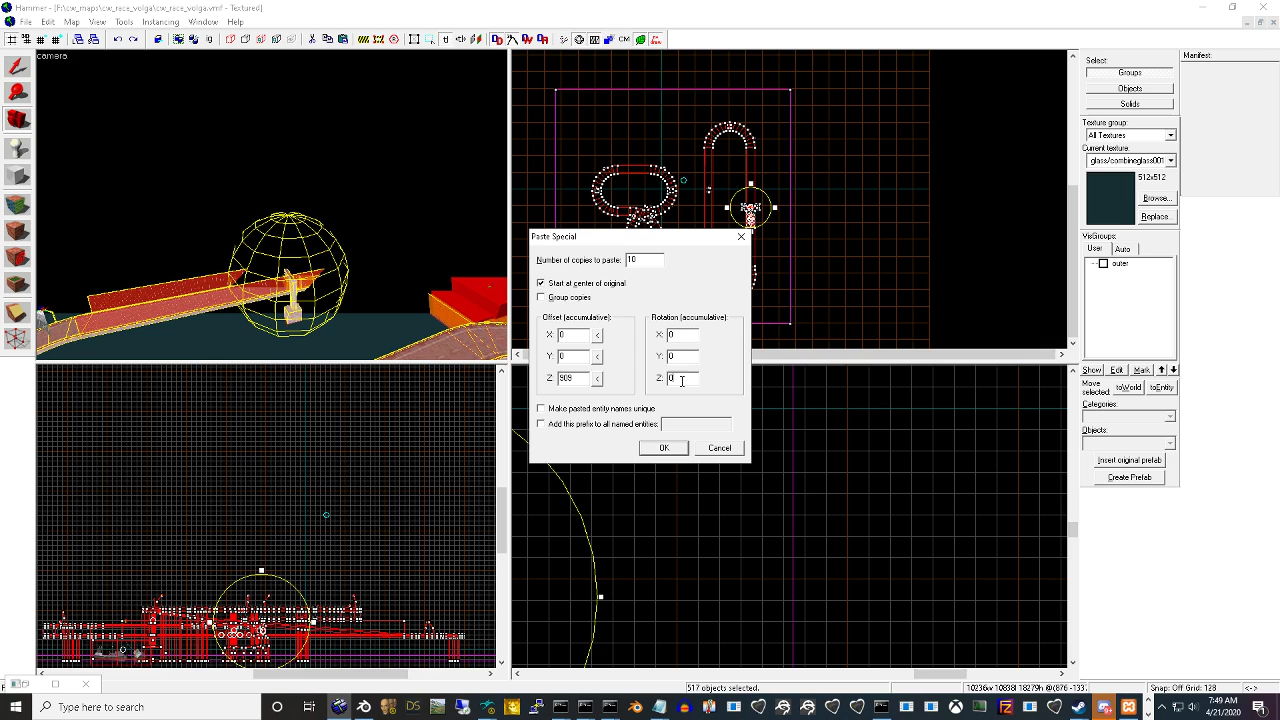 Hammer - [F:\cw_maps\cw_race_volga.vmf - Textured]
File Edit Map View Tools Instancing Window Help
camera
Select:
Groups
Objects
Solids
Texture group:
All Textures
Current texture:
glass/combineglass001
512x512
Browse...
Replace...
VisGroups:
User Auto
outer
Show Edit Mark
Move selected: toWorld toEntity
Categories:
Objects:
Insert original prefab
Create Prefab
Manifest:
Paste Special
Number of copies to paste: 10
Start at center of original
Group copies
Offset (accumulative): Rotation (accumulative):
X: 0 < X: 0
Y: 0 < Y: 0
Z: 909 < Z: 0
Make pasted entity names unique
Add this prefix to all named entities:
OK Cancel
517 objects selected.
Snap: Off Grid: 128
Type here to search
7:49 AM
4/21/2020